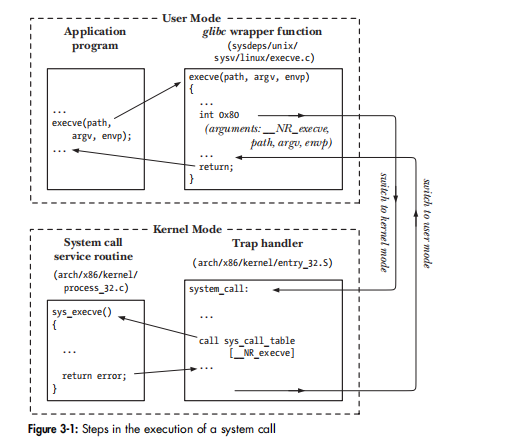 User Mode
Application
program
glibc wrapper function
(sysdeps/unix/
sysv/linux/execve.c)
...
execve(path,
argv, envp);
...
execve(path, argv, envp)
{
...
int 0x80
(arguments: __NR_execve,
path, argv, envp)
...
return;
}
switch to kernel mode
switch to user mode
Kernel Mode
System call
service routine
(arch/x86/kernel/
process_32.c)
Trap handler
(arch/x86/kernel/entry_32.S)
sys_execve()
{
...
return error;
}
system_call:
...
call sys_call_table
[__NR_execve]
...
Figure 3-1: Steps in the execution of a system call